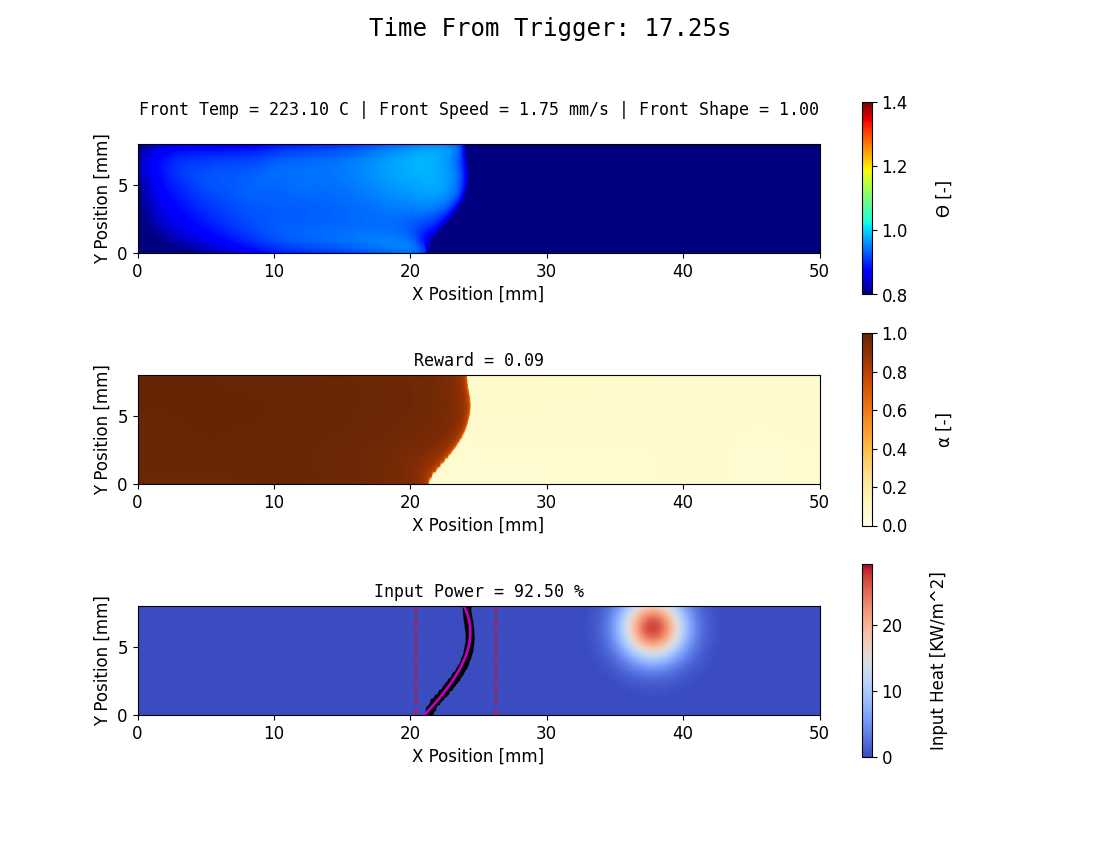 Time From Trigger: 17.25s
Front Temp = 223.10 C | Front Speed = 1.75 mm/s | Front Shape = 1.00
Y Position [mm]
5
0
0 10 20 30 40 50
X Position [mm]
1.4
1.2
1.0
0.8
Θ [-]
Reward = 0.09
Y Position [mm]
5
0
0 10 20 30 40 50
X Position [mm]
1.0
0.8
0.6
0.4
0.2
0.0
α [-]
Input Power = 92.50 %
Y Position [mm]
5
0
0 10 20 30 40 50
X Position [mm]
20
10
0
Input Heat [KW/m^2]